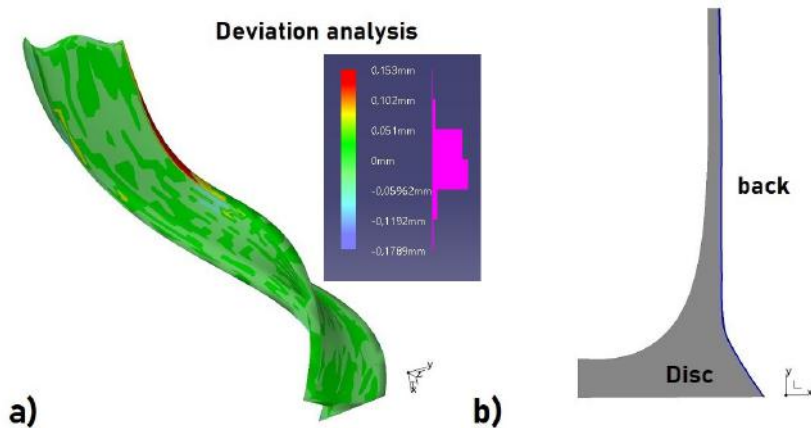 Deviation analysis
0,153mm
0,102mm
0,051mm
0mm
-0,05962mm
-0,1192mm
-0,1789mm
y
z
x
a)
back
Disc
y
x
b)